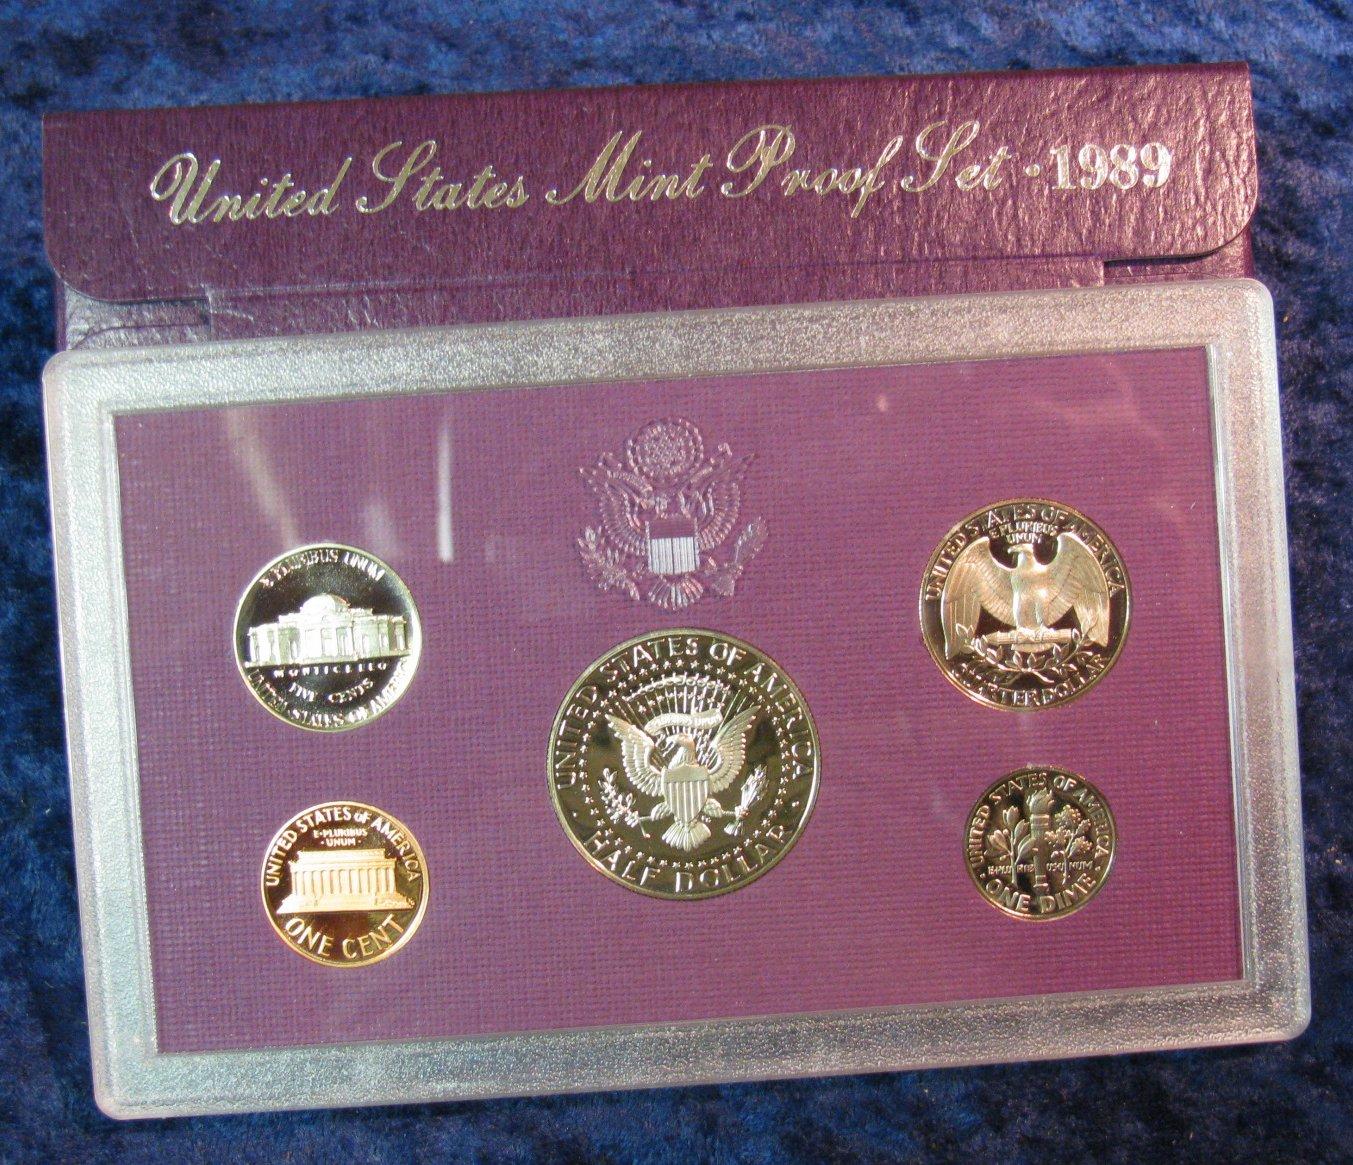 United States Mint Proof Set · 1989
E PLURIBUS UNUM
MONTICELLO
FIVE CENTS
UNITED STATES OF AMERICA
UNITED STATES OF AMERICA
E·PLURIBUS
·UNUM·
ONE CENT
UNITED STATES OF AMERICA
E PLURIBUS UNUM
· HALF DOLLAR ·
UNITED STATES OF AMERICA
E PLURIBUS
UNUM
QUARTER DOLLAR
UNITED STATES OF AMERICA
E·PLURIBUS UNUM
· ONE DIME ·